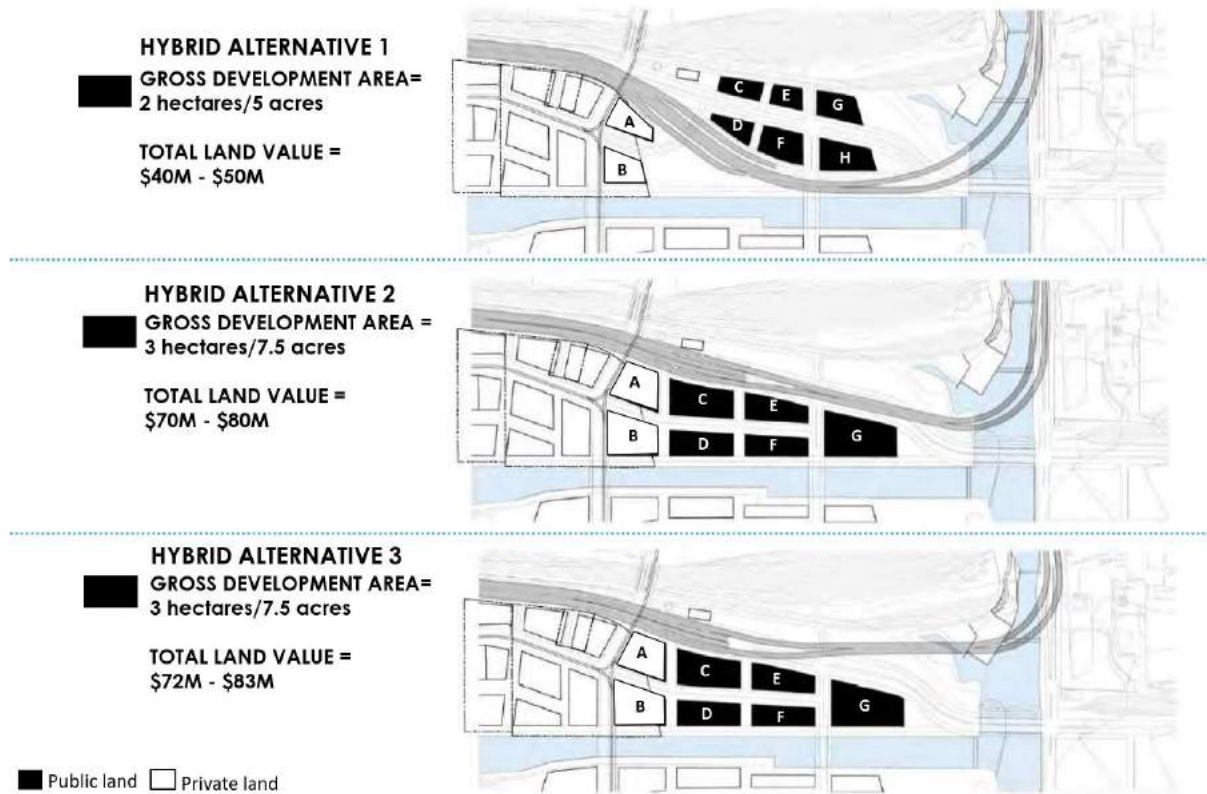 HYBRID ALTERNATIVE 1
GROSS DEVELOPMENT AREA=
2 hectares/5 acres
TOTAL LAND VALUE =
$40M - $50M
A
B
C
E
G
D
F
H
HYBRID ALTERNATIVE 2
GROSS DEVELOPMENT AREA =
3 hectares/7.5 acres
TOTAL LAND VALUE =
$70M - $80M
A
C
E
B
D
F
G
HYBRID ALTERNATIVE 3
GROSS DEVELOPMENT AREA=
3 hectares/7.5 acres
TOTAL LAND VALUE =
$72M - $83M
A
C
E
B
D
F
G
Public land
Private land